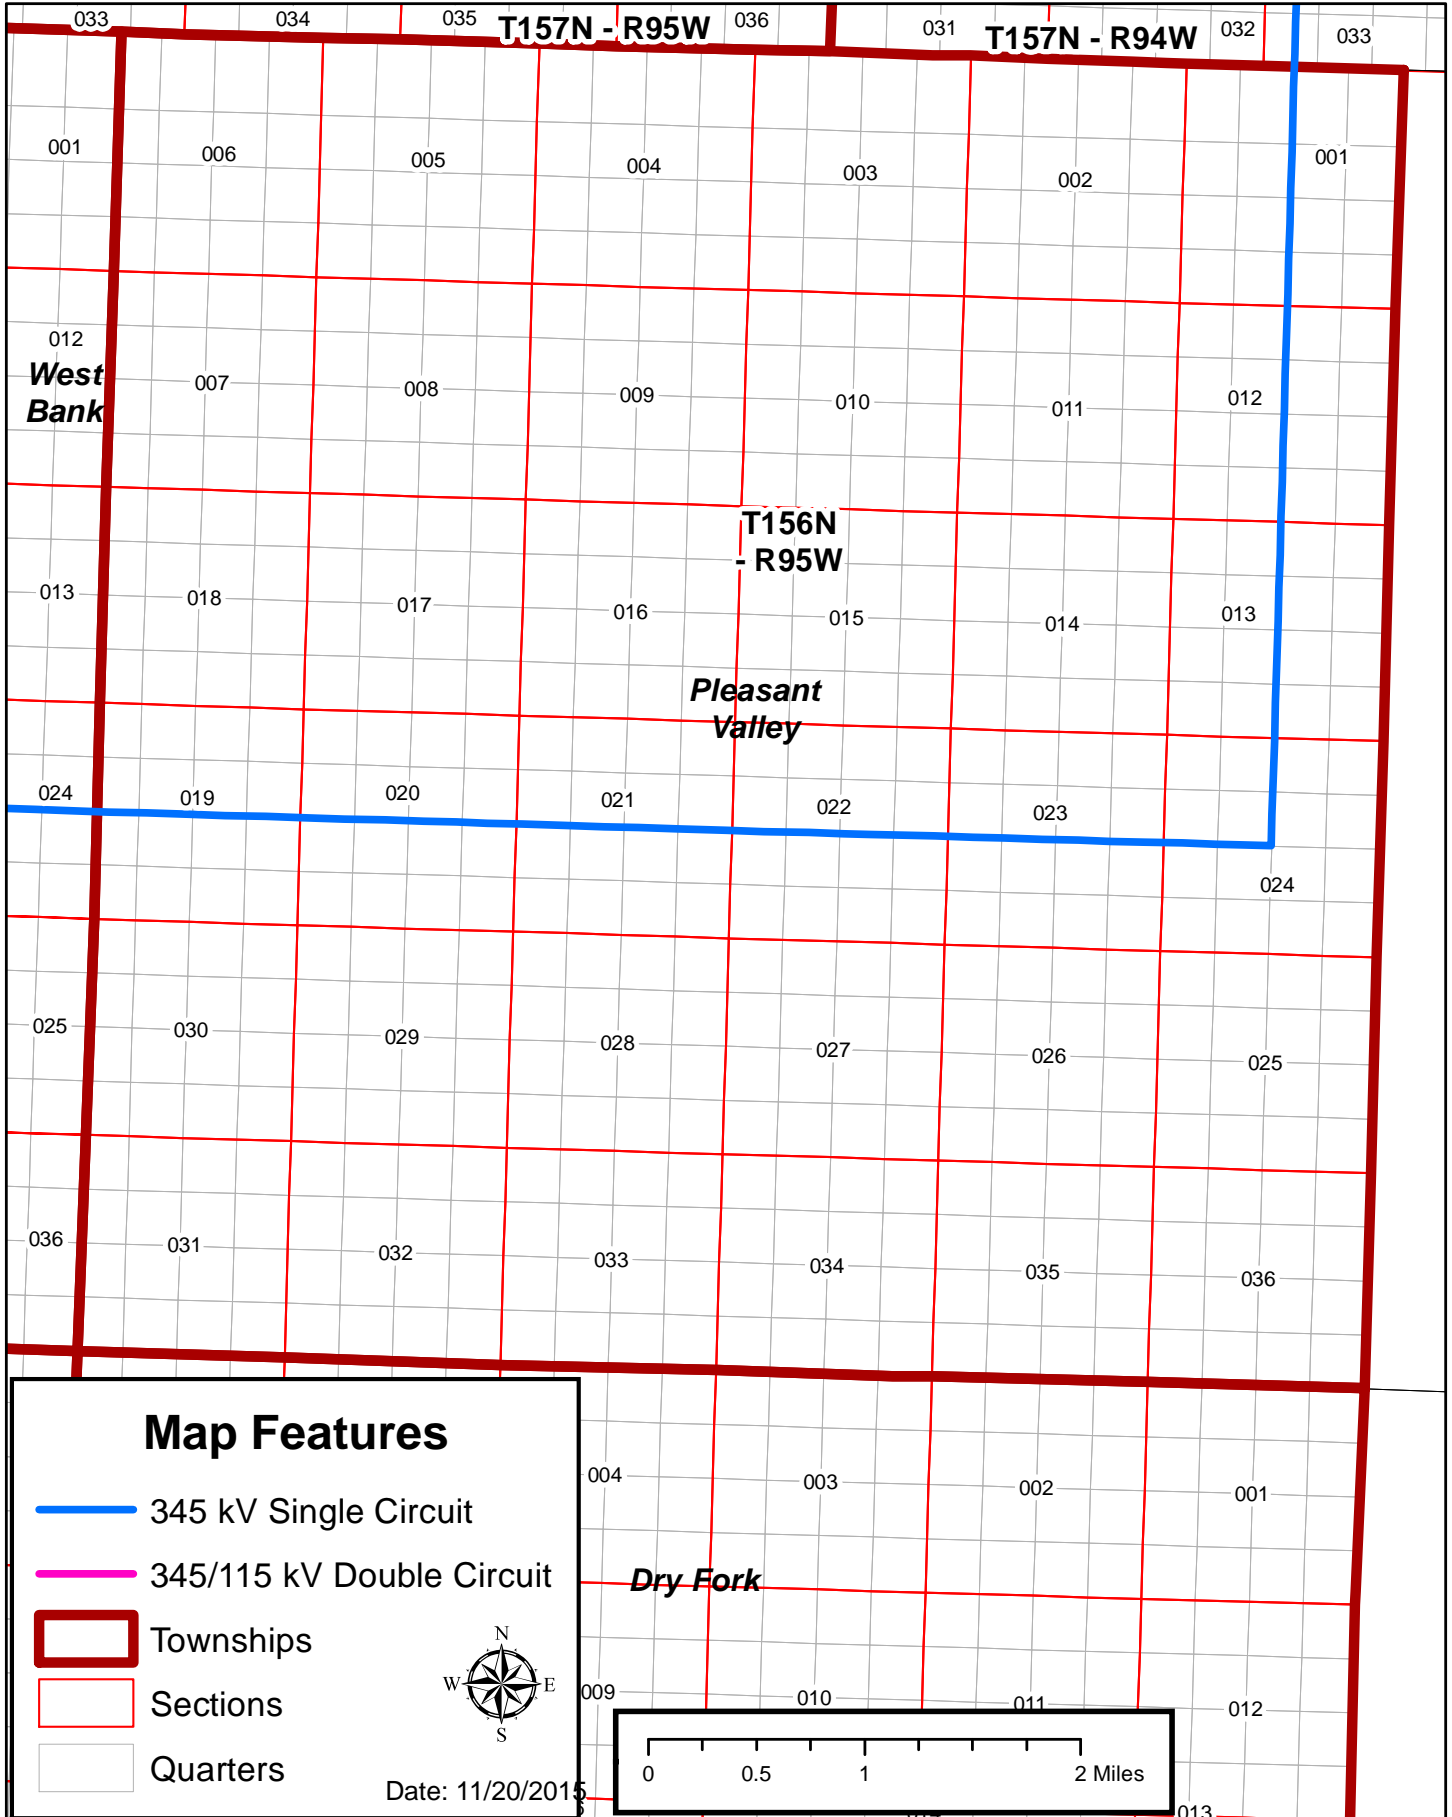 033 034 035 T157N - R95W 036 031 T157N - R94W 032 033
001 006 005 004 003 002 001
012 007 008 009 010 011 012
West
Bank
T156N
- R95W
013 018 017 016 015 014 013
Pleasant
Valley
024 019 020 021 022 023 024
025 030 029 028 027 026 025
036 031 032 033 034 035 036
004 003 002 001
Dry Fork
009 010 011 012
013
Map Features
345 kV Single Circuit
345/115 kV Double Circuit
Townships
Sections
Quarters
N
W E
S
Date: 11/20/2015
0 0.5 1 2 Miles